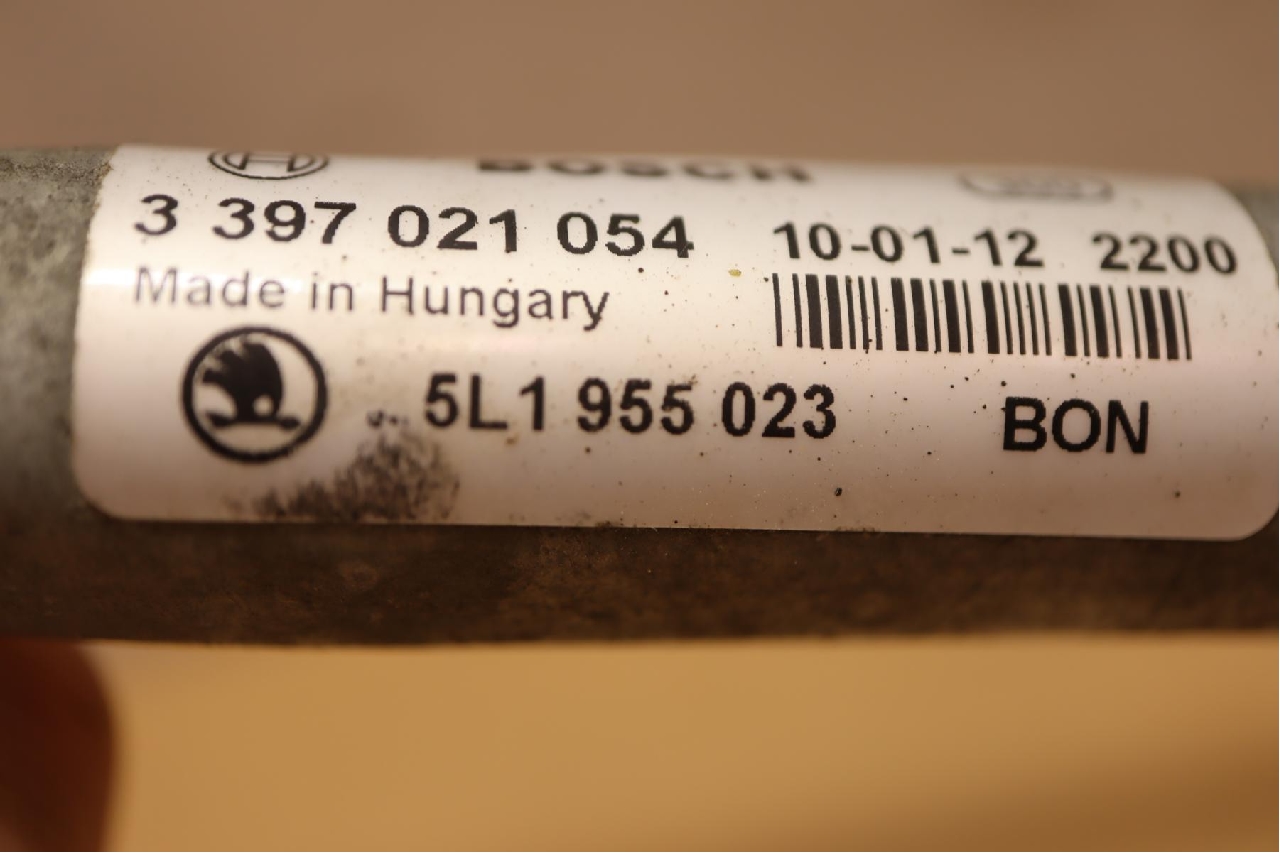 BOSCH
3 397 021 054 10-01-12 2200
Made in Hungary
5L1 955 023 BON